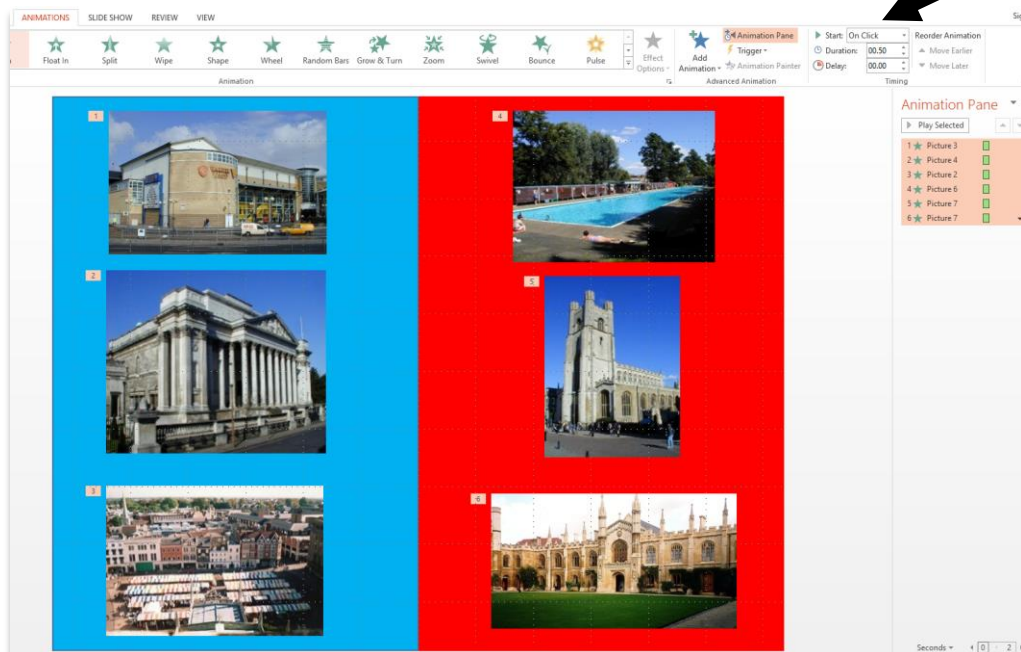 ANIMATIONS SLIDE SHOW REVIEW VIEW
Float In Split Wipe Shape Wheel Random Bars Grow & Turn Zoom Swivel Bounce Pulse
Effect Options
Add Animation
Animation Pane
Trigger
Animation Painter
Start: On Click
Duration: 00.50
Delay: 00.00
Reorder Animation
Move Earlier
Move Later
Animation
Advanced Animation
Timing
1
2
3
4
5
6
Animation Pane
Play Selected
1 Picture 3
2 Picture 4
3 Picture 2
4 Picture 6
5 Picture 7
6 Picture 7
Seconds 0 2